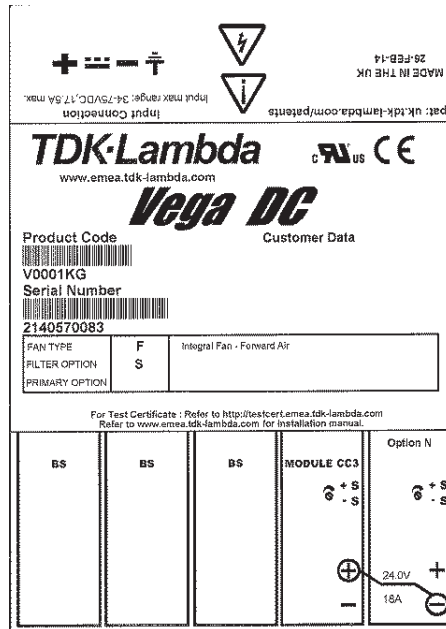 Input Connection
Input max range: 34-75VDC, 17.5A max.
pat: uk.tdk-lambda.com/patents
MADE IN THE UK
26-FEB-14
TDK·Lambda
c RU us CE
www.emea.tdk-lambda.com
Vega DC
Product Code Customer Data
V0001KG
Serial Number
2140570083
FAN TYPE F Integral Fan - Forward Air
FILTER OPTION S
PRIMARY OPTION
For Test Certificate : Refer to http://testcert.emea.tdk-lambda.com
Refer to www.emea.tdk-lambda.com for installation manual.
Option N
BS BS BS MODULE CC3
+ S + S
- S - S
+ 24.0V +
- 18A -